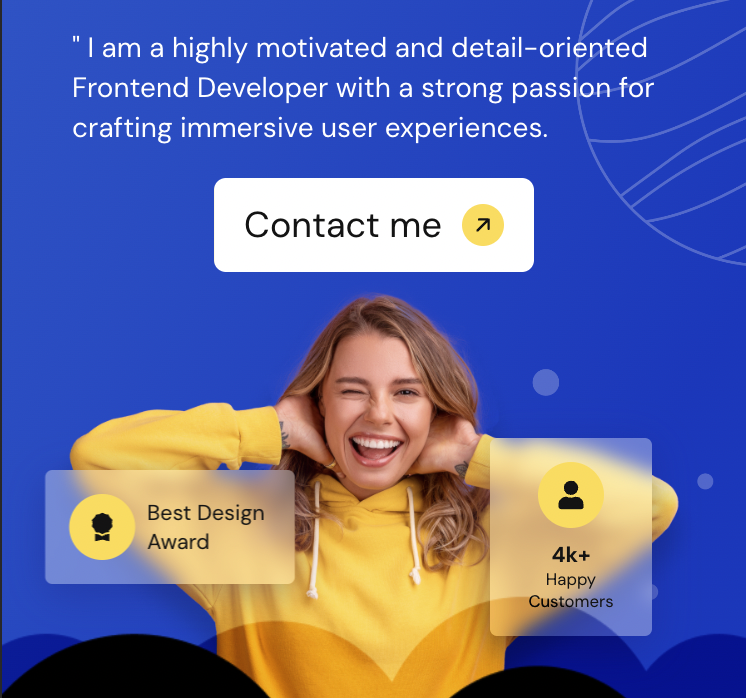 " I am a highly motivated and detail-oriented
Frontend Developer with a strong passion for
crafting immersive user experiences.
Contact me
Best Design
Award
4k+
Happy
Customers